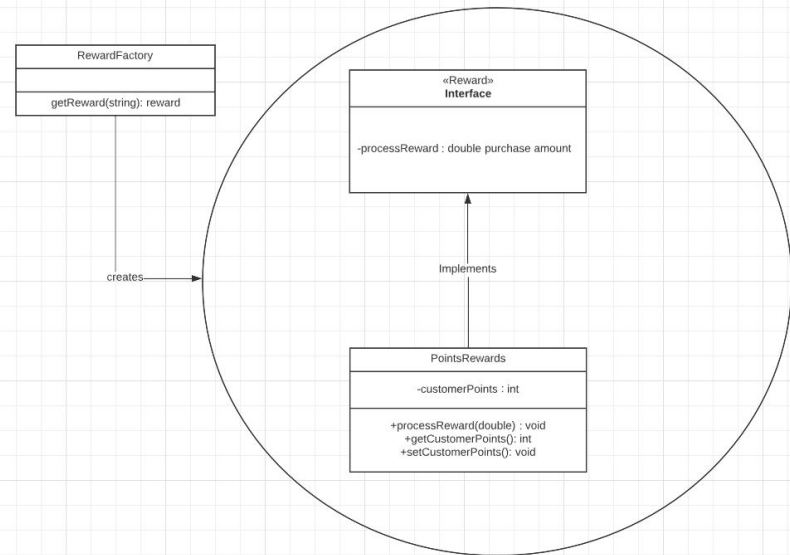 RewardFactory
getReward(string): reward
«Reward»
Interface
-processReward : double purchase amount
creates
Implements
PointsRewards
-customerPoints : int
+processReward(double) : void
+getCustomerPoints(): int
+setCustomerPoints(): void